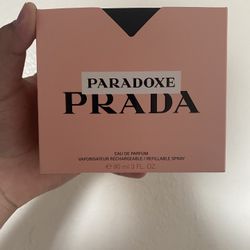 PARADOXE
PRADA
EAU DE PARFUM
VAPORISATEUR RECHARGEABLE / REFILLABLE SPRAY
℮ 90 ml 3 FL. OZ.